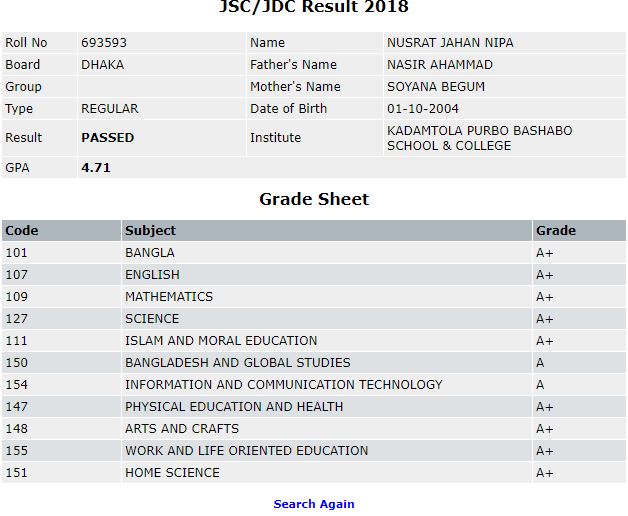 JSC/JDC Result 2018
Roll No 693593 Name NUSRAT JAHAN NIPA
Board DHAKA Father's Name NASIR AHAMMAD
Group Mother's Name SOYANA BEGUM
Type REGULAR Date of Birth 01-10-2004
Result PASSED Institute KADAMTOLA PURBO BASHABO
SCHOOL & COLLEGE
GPA 4.71
Grade Sheet
Code Subject Grade
101 BANGLA A+
107 ENGLISH A+
109 MATHEMATICS A+
127 SCIENCE A+
111 ISLAM AND MORAL EDUCATION A+
150 BANGLADESH AND GLOBAL STUDIES A
154 INFORMATION AND COMMUNICATION TECHNOLOGY A
147 PHYSICAL EDUCATION AND HEALTH A+
148 ARTS AND CRAFTS A+
155 WORK AND LIFE ORIENTED EDUCATION A+
151 HOME SCIENCE A+
Search Again